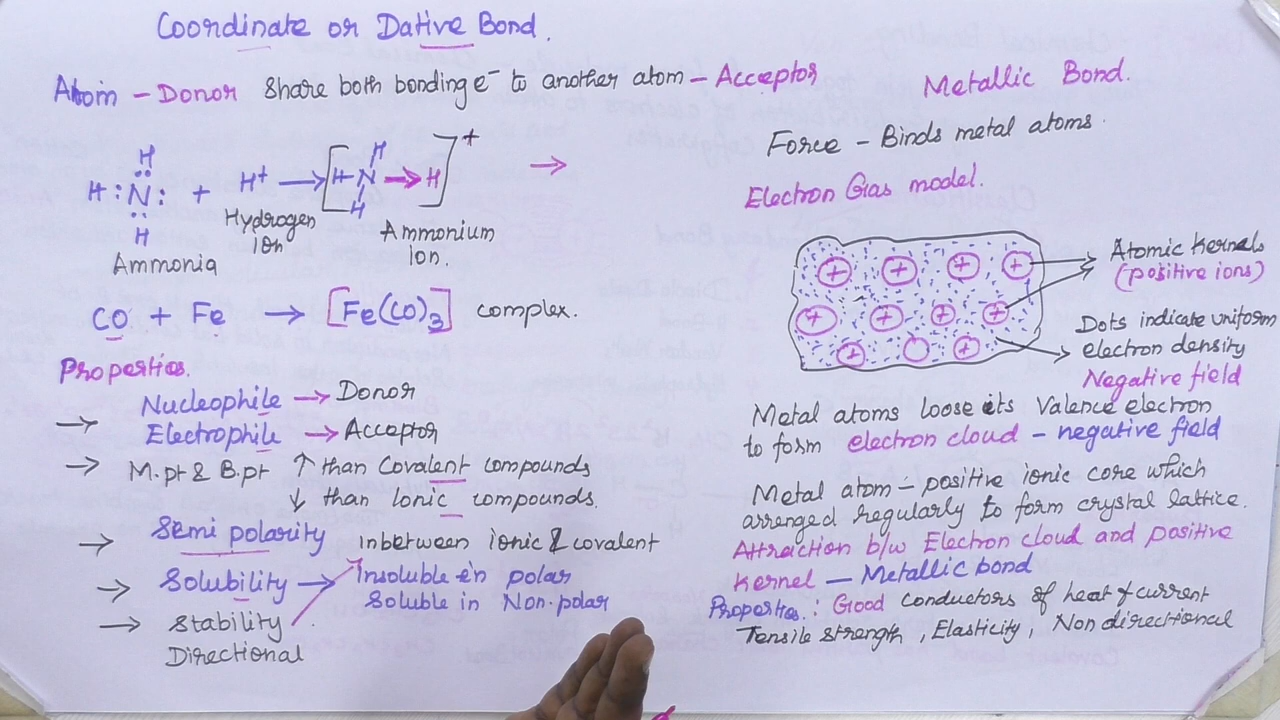 Coordinate or Dative Bond.
Atom - Donor Share both bonding e- to another atom - Acceptor
H
H : N : + H+ → [H-N→H]+
H
H
H
Ammonia
Hydrogen Ion
Ammonium Ion.
CO + Fe → [Fe(CO)3] complex.
Properties.
→ Nucleophile → Donor
Electrophile → Acceptor
→ M.pt & B.pt ↑ than Covalent compounds
↓ than Ionic compounds.
→ Semi polarity Inbetween ionic & covalent
→ Solubility → Insoluble in polar
Soluble in Non.polar
→ Stability
Directional
→
Metallic Bond.
Force - Binds metal atoms.
Electron Gas model.
+ + + +
+ + + +
+ +
Atomic Kernels
(positive ions)
Dots indicate uniform
electron density
Negative field
Metal atoms loose its Valence electron
to form electron cloud - negative field
Metal atom - positive ionic core which
arranged regularly to form crystal lattice.
Attraction b/w Electron cloud and positive
Kernel - Metallic bond
Properties. : Good conductors of heat & current
Tensile strength, Elasticity, Non directional